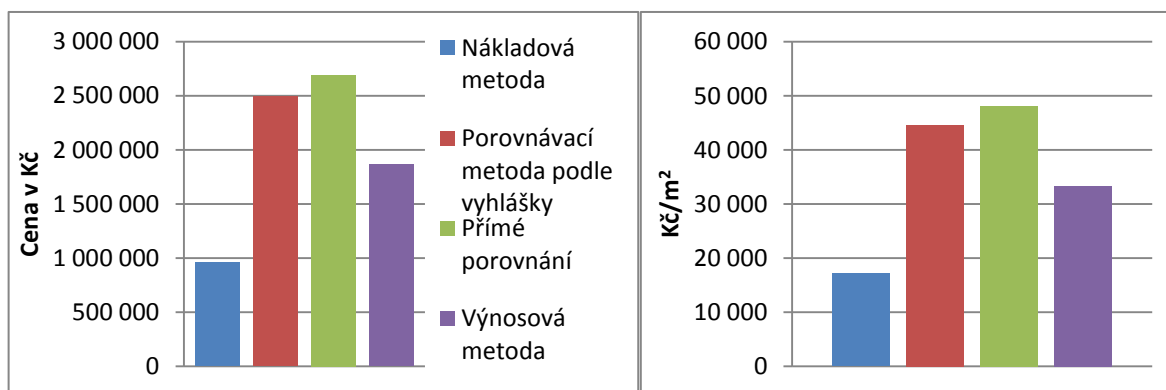 3 000 000
2 500 000
2 000 000
1 500 000
1 000 000
500 000
0
Cena v Kč
Nákladová
metoda
Porovnávací
metoda podle
vyhlášky
Přímé
porovnání
Výnosová
metoda
60 000
50 000
40 000
30 000
20 000
10 000
0
Kč/m²